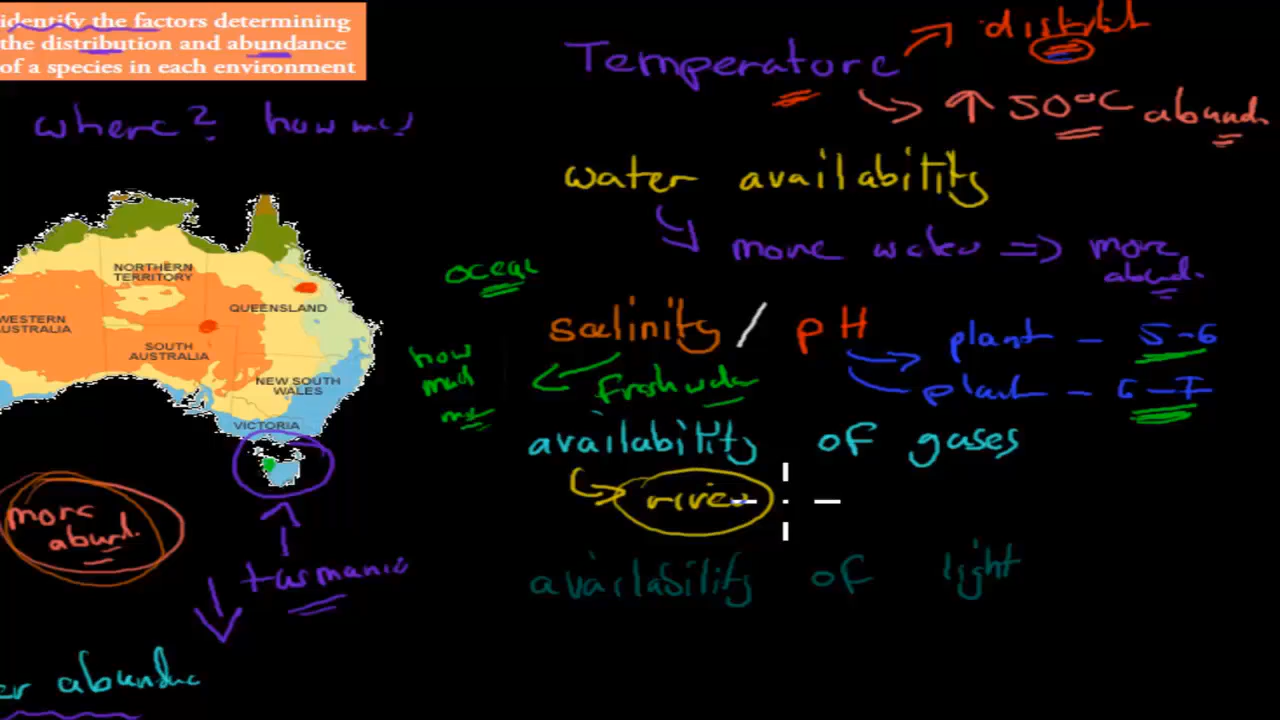 identify the factors determining
the distribution and abundance
of a species in each environment
where? how
Temperature
↑ 50°C abund.
water availability
more water => more
abund.
ocean
salinity / pH
plant - 5-6
plant - 6-7
how
fresh water
availability of gases
river
availability of light
NORTHERN
TERRITORY
QUEENSLAND
WESTERN
AUSTRALIA
SOUTH
AUSTRALIA
NEW SOUTH
WALES
VICTORIA
more
abund.
tasmania
er